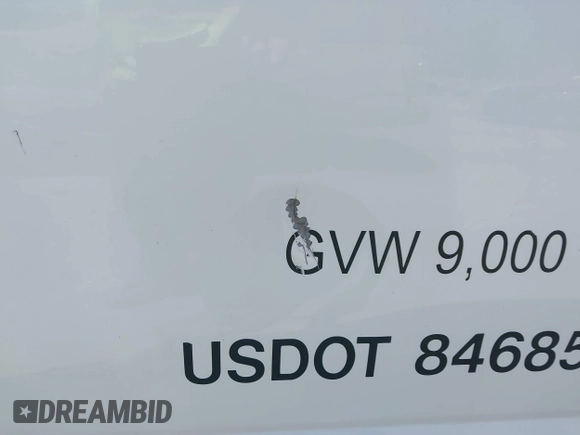 GVW 9,000
USDOT 84685
DREAMBID